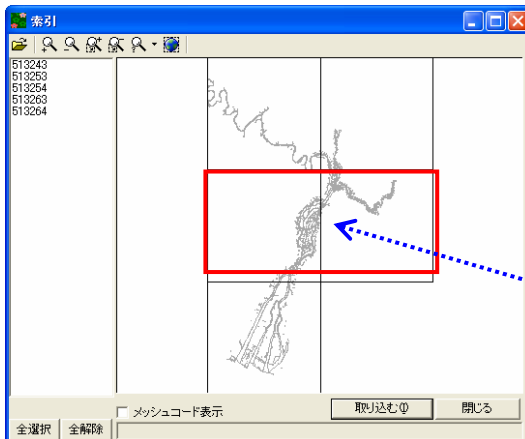 索引
513243
513253
513254
513263
513264
メッシュコード表示
取り込む(I)
閉じる
全選択
全解除